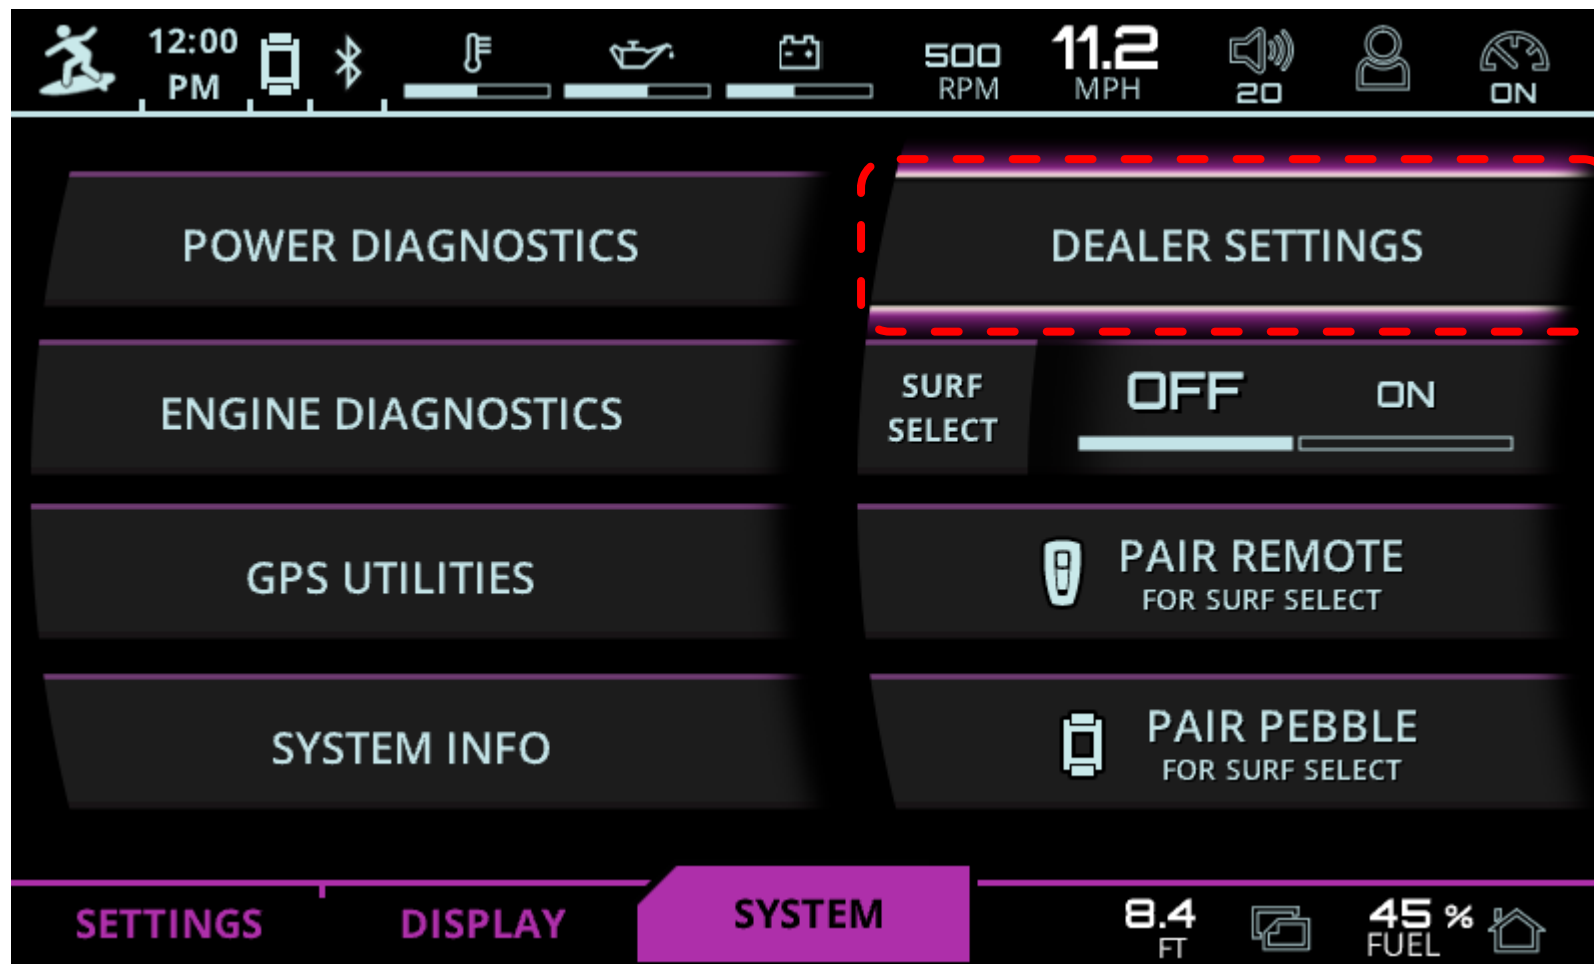 12:00
PM
500
RPM
11.2
MPH
20
ON
POWER DIAGNOSTICS
DEALER SETTINGS
ENGINE DIAGNOSTICS
SURF
SELECT
OFF ON
GPS UTILITIES
PAIR REMOTE
FOR SURF SELECT
SYSTEM INFO
PAIR PEBBLE
FOR SURF SELECT
SETTINGS
DISPLAY
SYSTEM
8.4
FT
45 %
FUEL